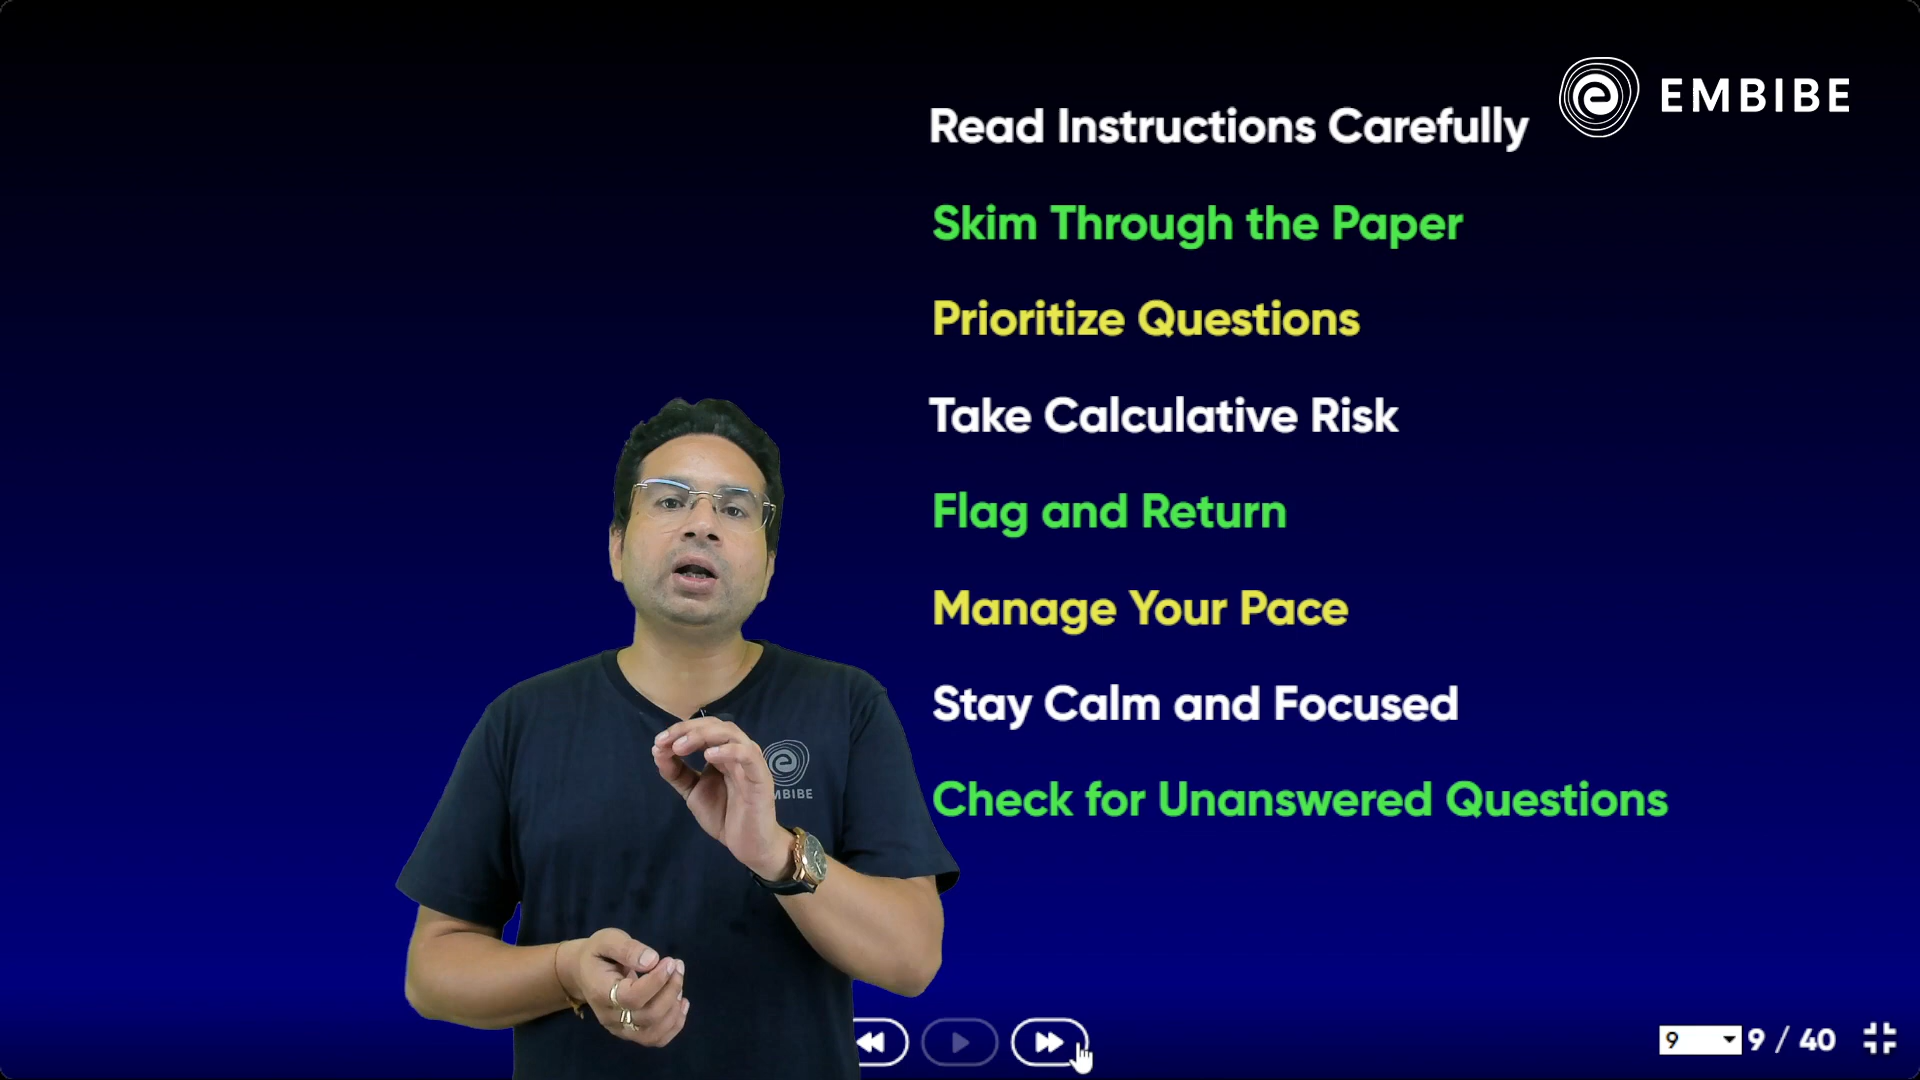 EMBIBE
Read Instructions Carefully
Skim Through the Paper
Prioritize Questions
Take Calculative Risk
Flag and Return
Manage Your Pace
Stay Calm and Focused
MBIBE
Check for Unanswered Questions
9 9 / 40